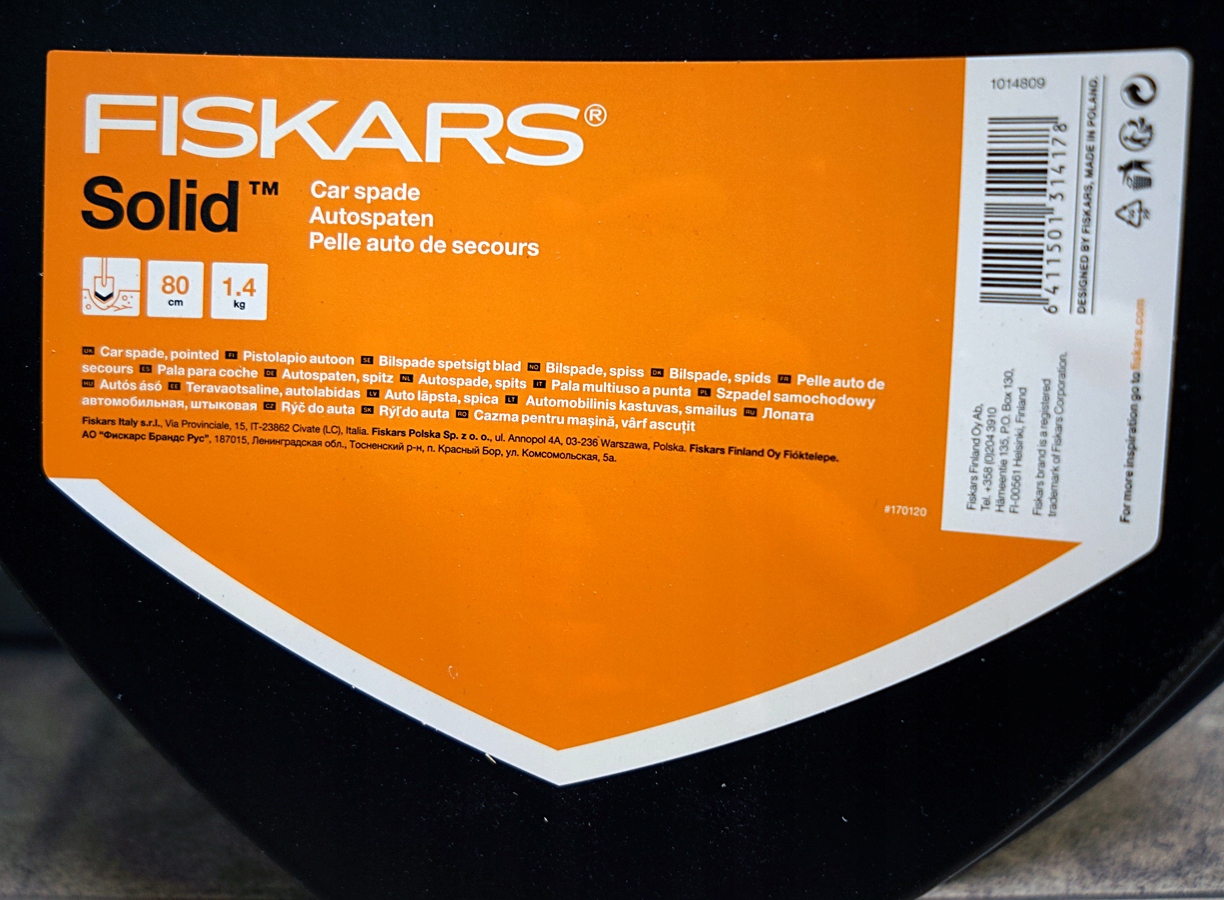 FISKARS®
Solid™
Car spade
Autospaten
Pelle auto de secours
80
cm
1.4
kg
UK Car spade, pointed FI Pistolapio autoon SE Bilspade spetsigt blad NO Bilspade, spiss DK Bilspade, spids FR Pelle auto de
secours ES Pala para coche DE Autospaten, spitz NL Autospade, spits IT Pala multiuso a punta PL Szpadel samochodowy
HU Autós ásó EE Teravaotsaline, autolabidas LV Auto lāpsta, spica LT Automobilinis kastuvas, smailus RU Лопата
автомобильная, штыковая CZ Rýč do auta SK Rýľ do auta RO Cazma pentru mașină, vârf ascuțit
Fiskars Italy s.r.l., Via Provinciale, 15, IT-23862 Civate (LC), Italia. Fiskars Polska Sp. z o. o., ul. Annopol 4A, 03-236 Warszawa, Polska. Fiskars Finland Oy Fióktelepe.
АО "Фискарс Брандс Рус", 187015, Ленинградская обл., Тосненский р-н, п. Красный Бор, ул. Комсомольская, 5а.
#170120
1014809
6 411501 314178
DESIGNED BY FISKARS, MADE IN POLAND.
Fiskars Finland Oy Ab,
Tel. +358 (0)204 3910
Hämeentie 135, P.O. Box 130,
FI-00561 Helsinki, Finland
Fiskars brand is a registered
trademark of Fiskars Corporation.
For more inspiration go to fiskars.com